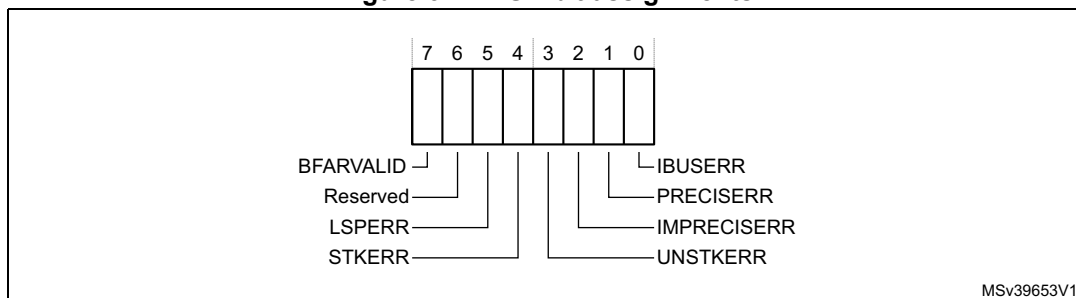 7 6 5 4 3 2 1 0
BFARVALID
Reserved
LSPERR
STKERR
IBUSERR
PRECISERR
IMPRECISERR
UNSTKERR
MSv39653V1